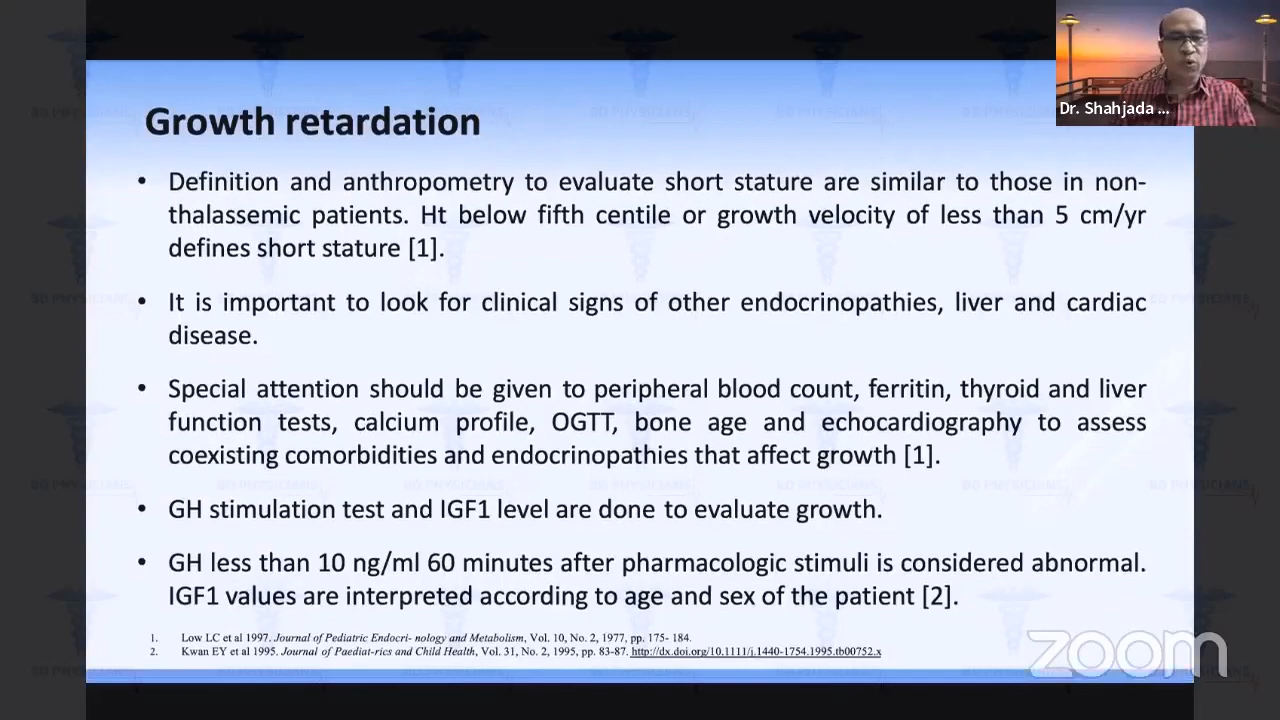 Dr. Shahjada ...
Growth retardation
• Definition and anthropometry to evaluate short stature are similar to those in non-
thalassemic patients. Ht below fifth centile or growth velocity of less than 5 cm/yr
defines short stature [1].
• It is important to look for clinical signs of other endocrinopathies, liver and cardiac
disease.
• Special attention should be given to peripheral blood count, ferritin, thyroid and liver
function tests, calcium profile, OGTT, bone age and echocardiography to assess
coexisting comorbidities and endocrinopathies that affect growth [1].
• GH stimulation test and IGF1 level are done to evaluate growth.
• GH less than 10 ng/ml 60 minutes after pharmacologic stimuli is considered abnormal.
IGF1 values are interpreted according to age and sex of the patient [2].
1. Low LC et al 1997. Journal of Pediatric Endocri- nology and Metabolism, Vol. 10, No. 2, 1977, pp. 175- 184.
2. Kwan EY et al 1995. Journal of Paediat-rics and Child Health, Vol. 31, No. 2, 1995, pp. 83-87. http://dx.doi.org/10.1111/j.1440-1754.1995.tb00752.x
zoom